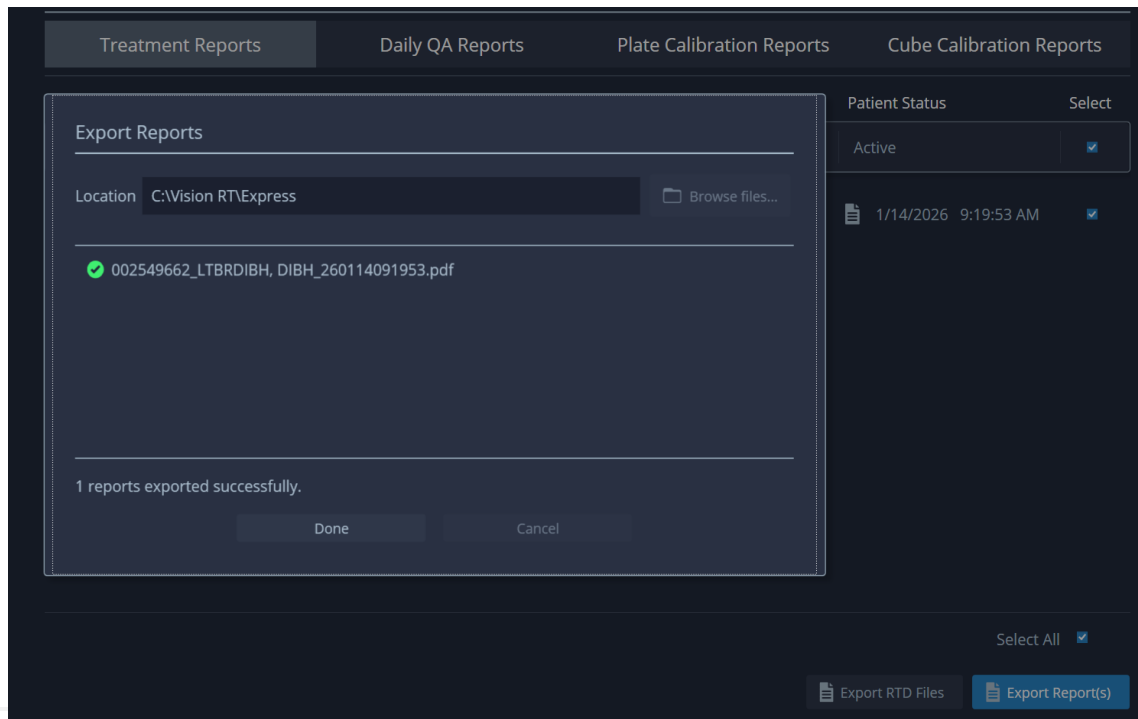 Treatment Reports Daily QA Reports Plate Calibration Reports Cube Calibration Reports
Patient Status Select
Export Reports
Active
Location C:\Vision RT\Express Browse files...
1/14/2026 9:19:53 AM
002549662_LTBRDIBH, DIBH_260114091953.pdf
1 reports exported successfully.
Done Cancel
Select All
Export RTD Files Export Report(s)